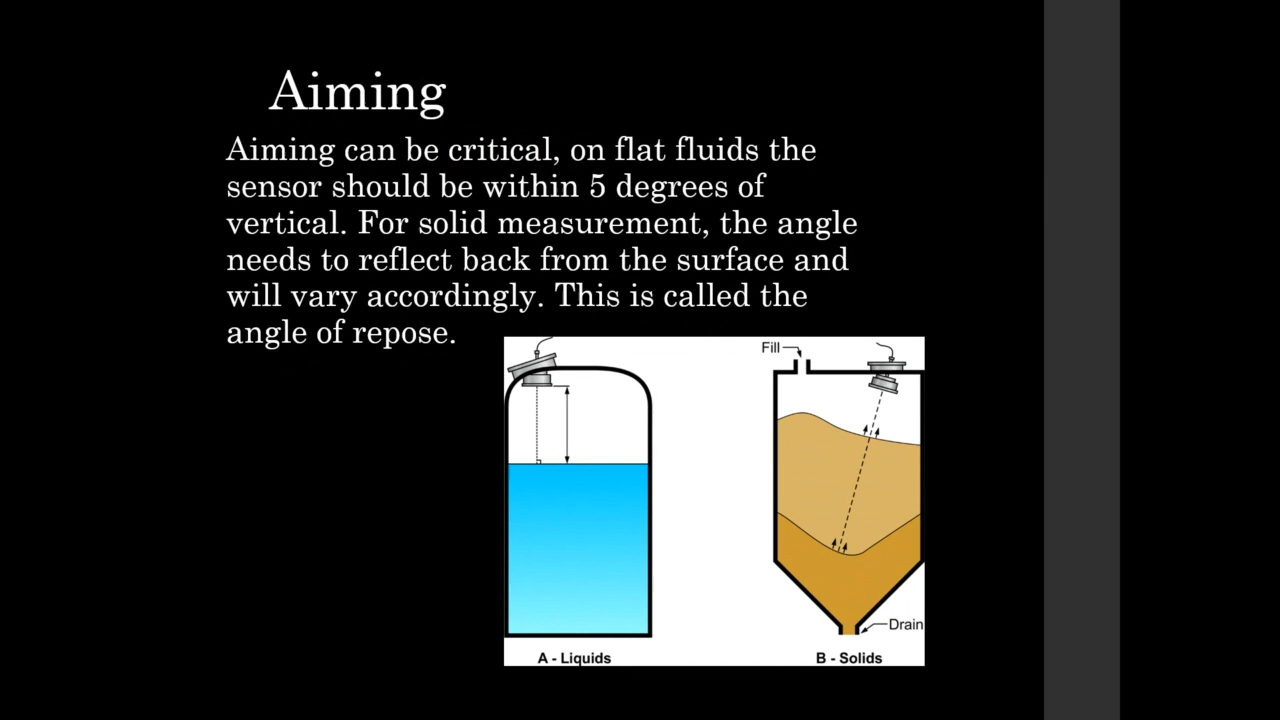 Aiming
Aiming can be critical, on flat fluids the
sensor should be within 5 degrees of
vertical. For solid measurement, the angle
needs to reflect back from the surface and
will vary accordingly. This is called the
angle of repose.
Fill
Drain
A - Liquids
B - Solids